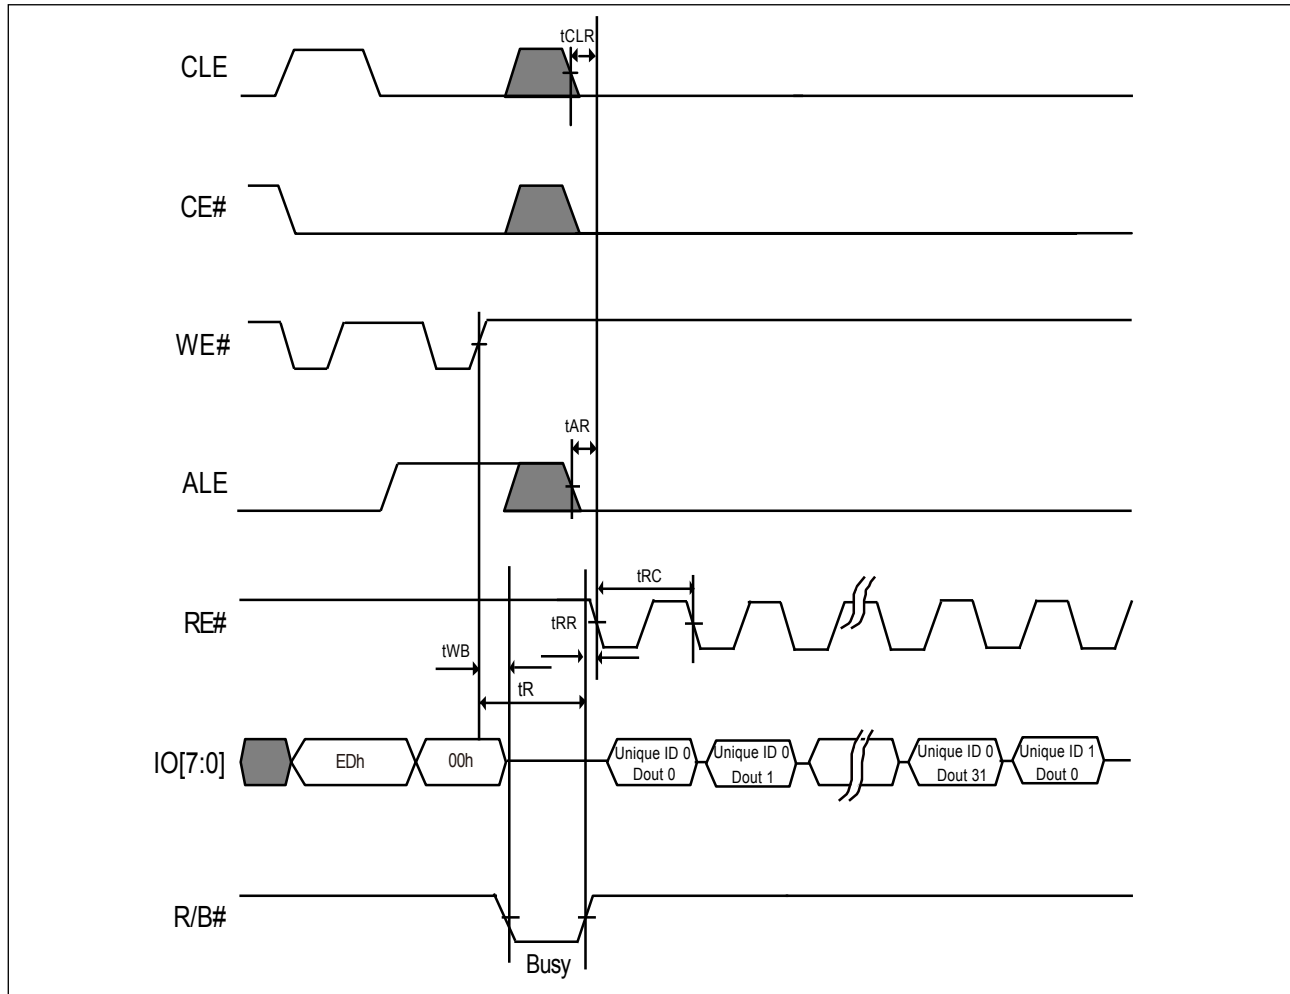 tCLR
CLE
CE#
WE#
tAR
ALE
tRC
RE#
tRR
tWB
tR
IO[7:0]
EDh
00h
Unique ID 0
Dout 0
Unique ID 0
Dout 1
Unique ID 0
Dout 31
Unique ID 1
Dout 0
R/B#
Busy